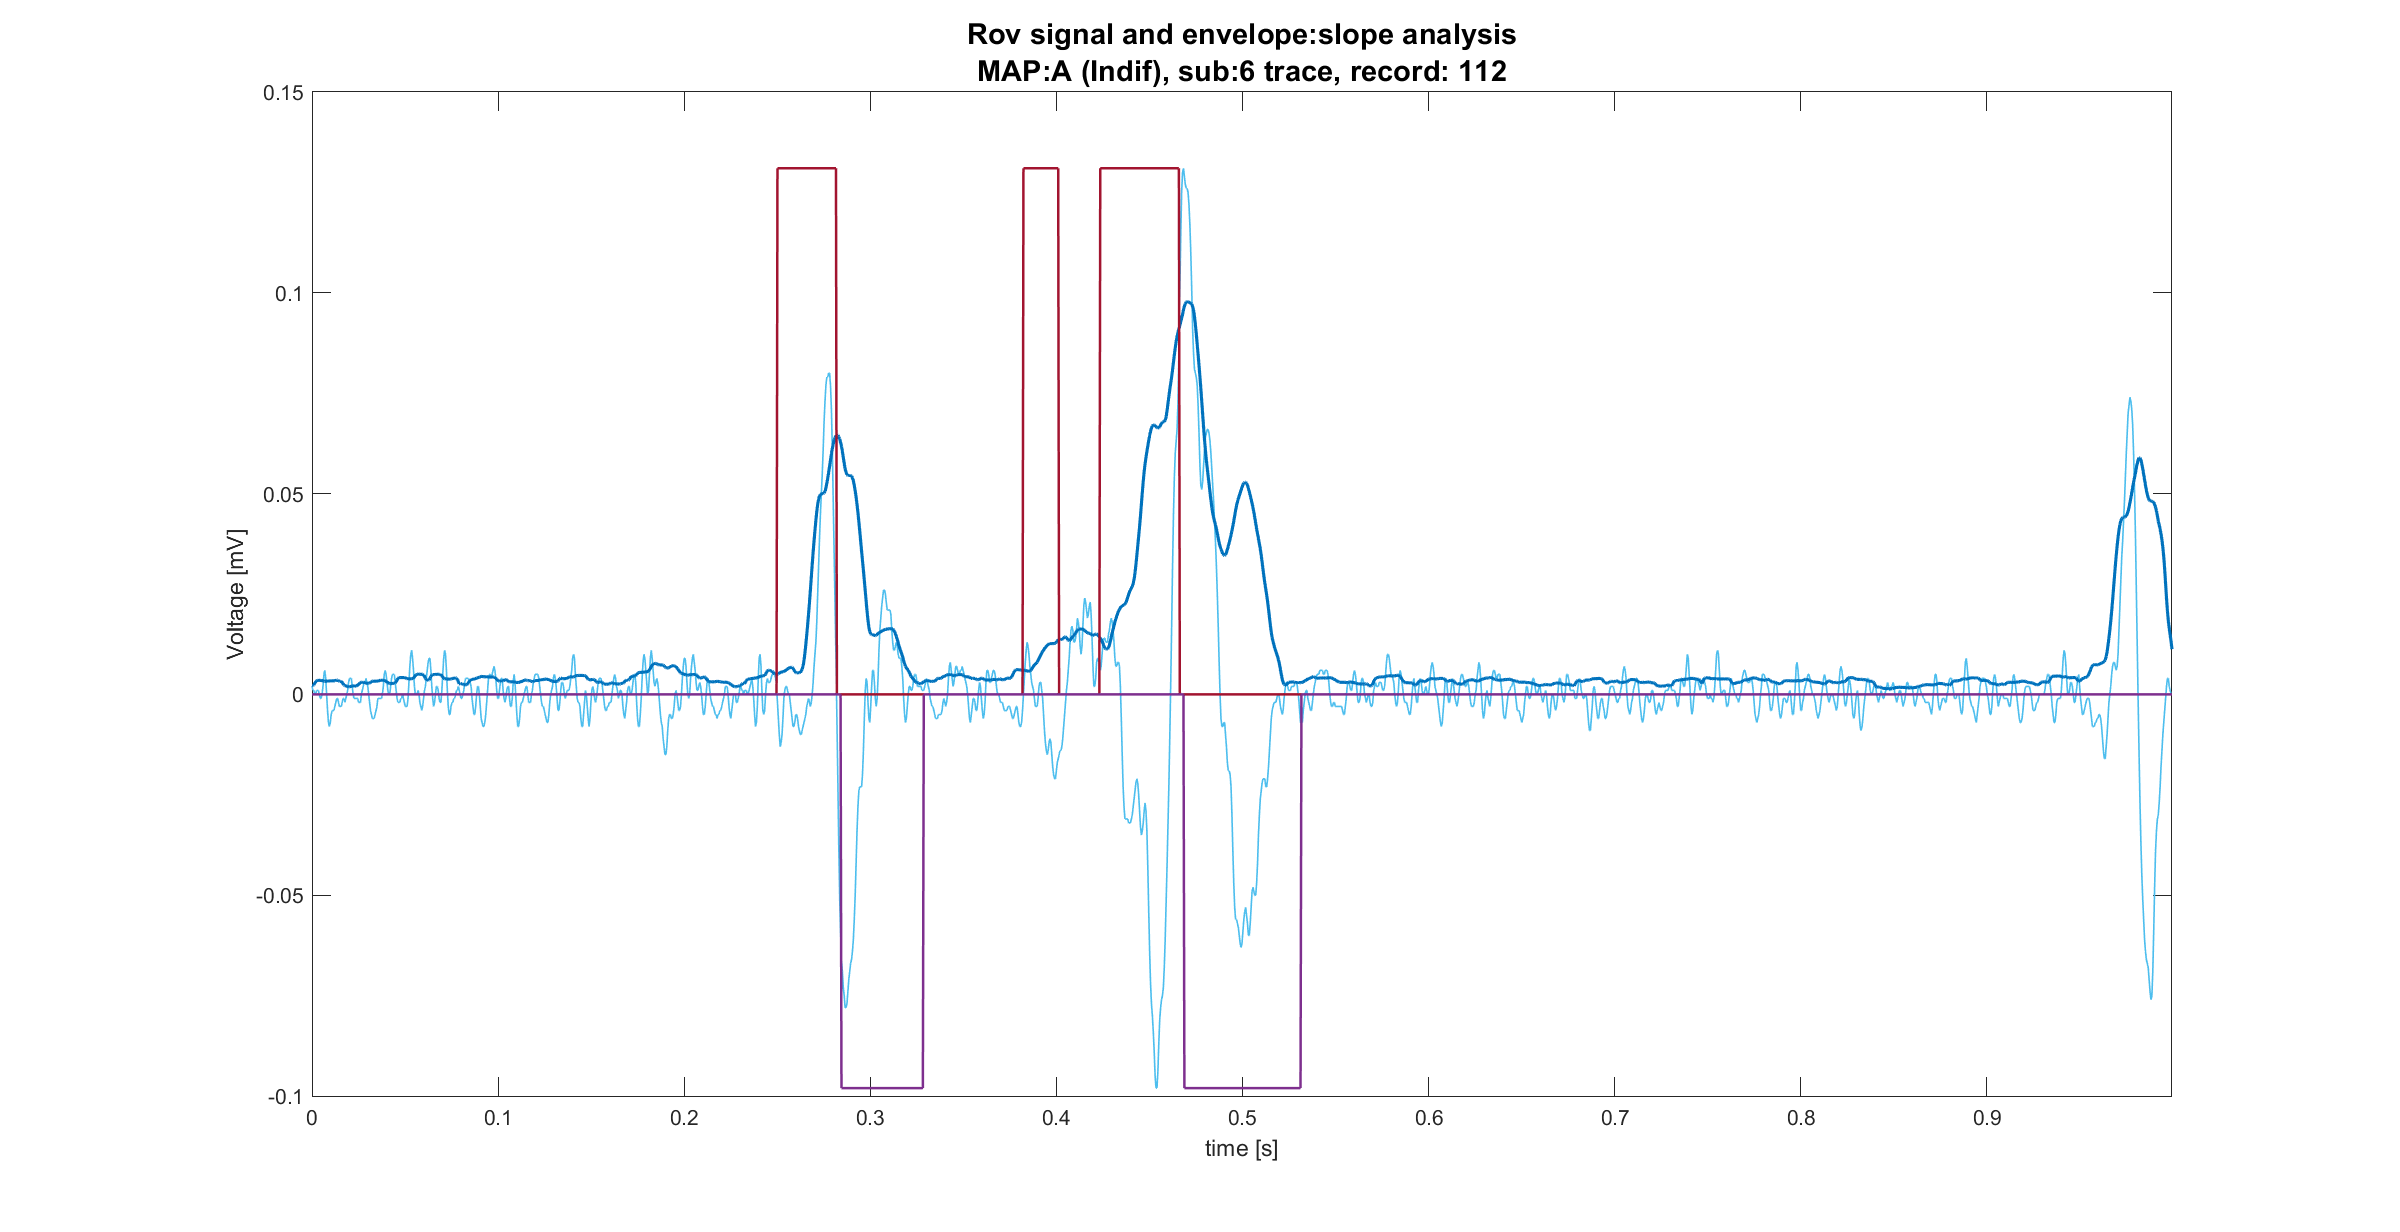 Rov signal and envelope:slope analysis
MAP:A (Indif), sub:6 trace, record: 112
0.15
0.1
0.05
0
-0.05
-0.1
Voltage [mV]
0 0.1 0.2 0.3 0.4 0.5 0.6 0.7 0.8 0.9
time [s]